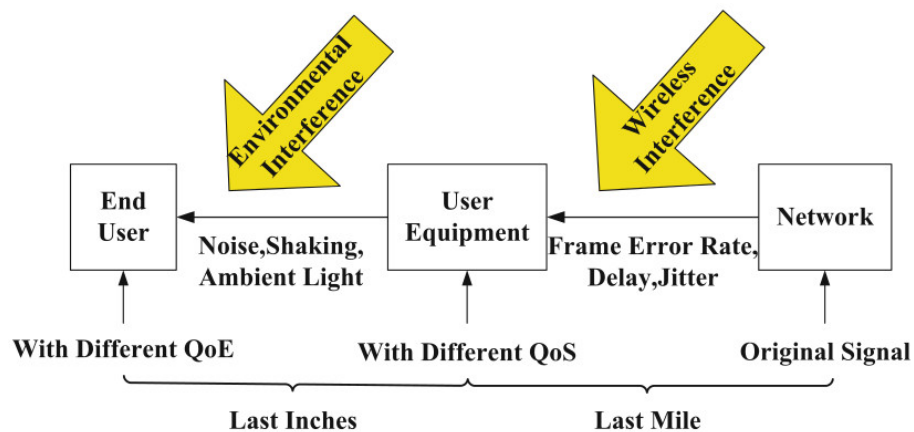 Environmental
Interference
Wireless
Interference
End
User
User
Equipment
Network
Noise,Shaking,
Ambient Light
Frame Error Rate,
Delay,Jitter
With Different QoE
With Different QoS
Original Signal
Last Inches
Last Mile